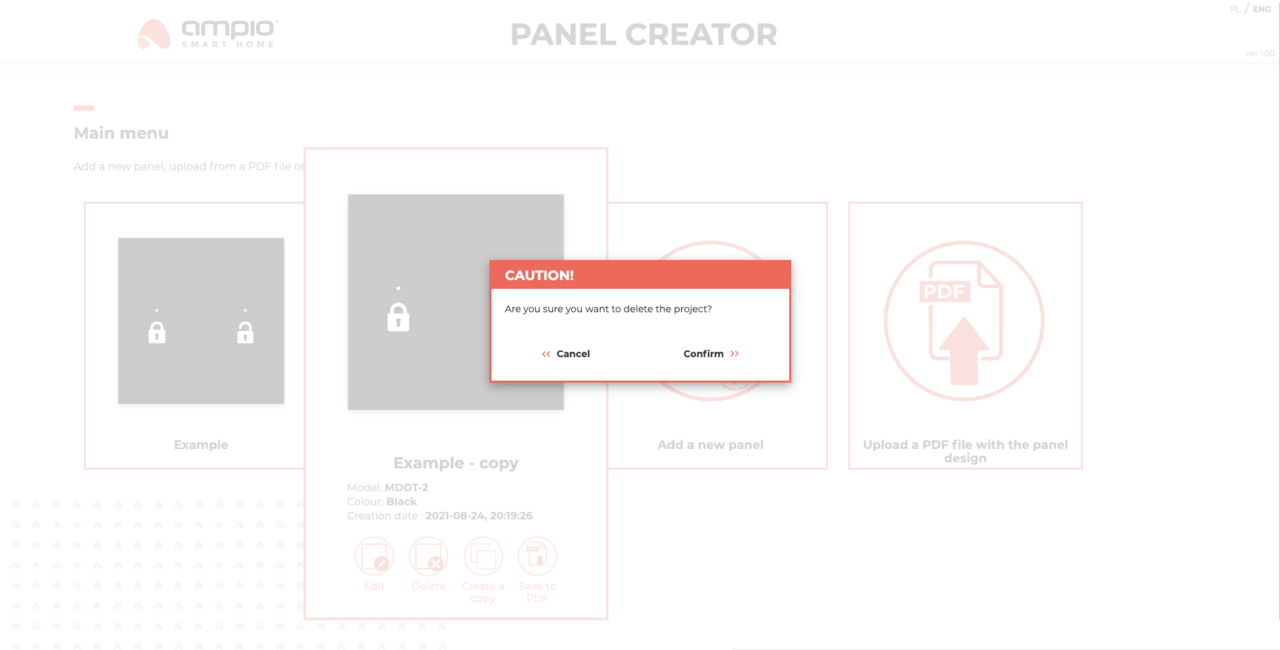 ampio
SMART HOME
PANEL CREATOR
PL / ENG
ver 1.00
Main menu
Add a new panel, upload from a PDF file or
CAUTION!
Are you sure you want to delete the project?
<< Cancel
Confirm >>
PDF
Example
Example - copy
Model: MDOT-2
Colour: Black
Creation date : 2021-08-24, 20:19:26
Edit
Delete
Create a
copy
PDF
Save to
PDF
Add a new panel
Upload a PDF file with the panel
design